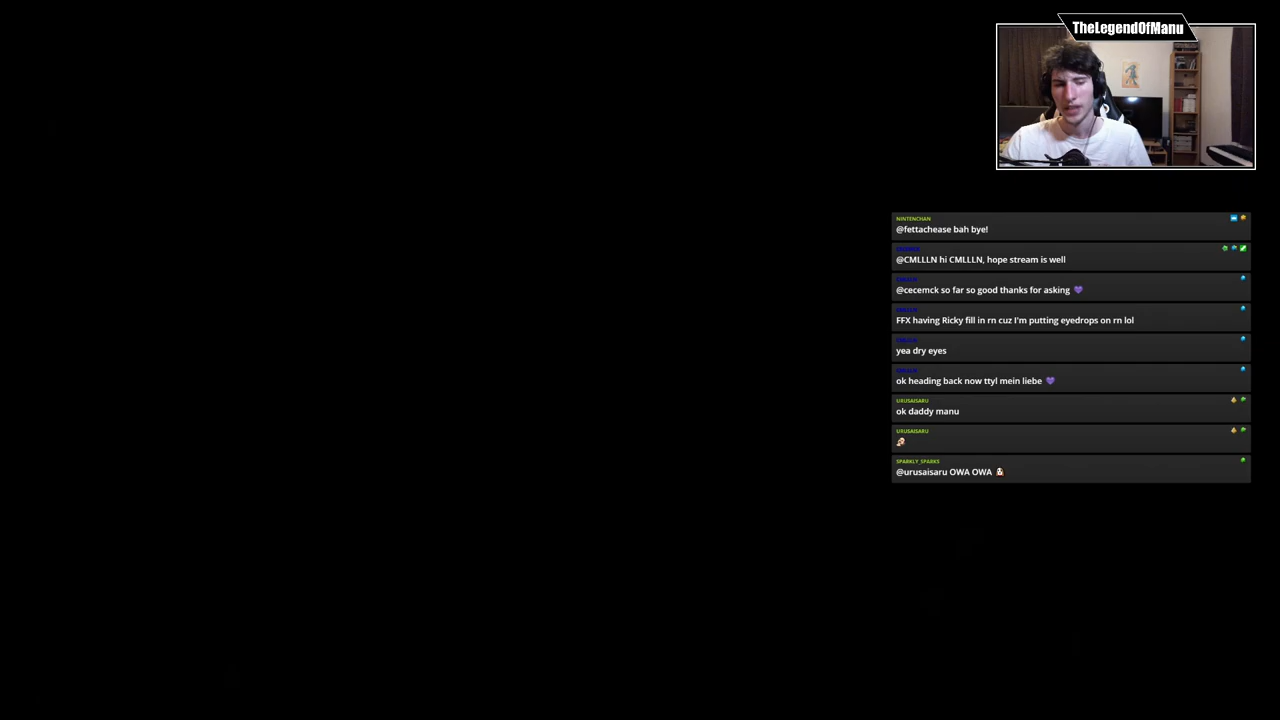 TheLegendOfManu
NINTENCHAN
@fettachease bah bye!
@CMLLLN hi CMLLLN, hope stream is well
@cecemck so far so good thanks for asking 💜
FFX having Ricky fill in rn cuz I'm putting eyedrops on rn lol
yea dry eyes
ok heading back now ttyl mein liebe 💜
URUSAISARU
ok daddy manu
URUSAISARU
SPARKLY_SPARKS
@urusaisaru OWA OWA